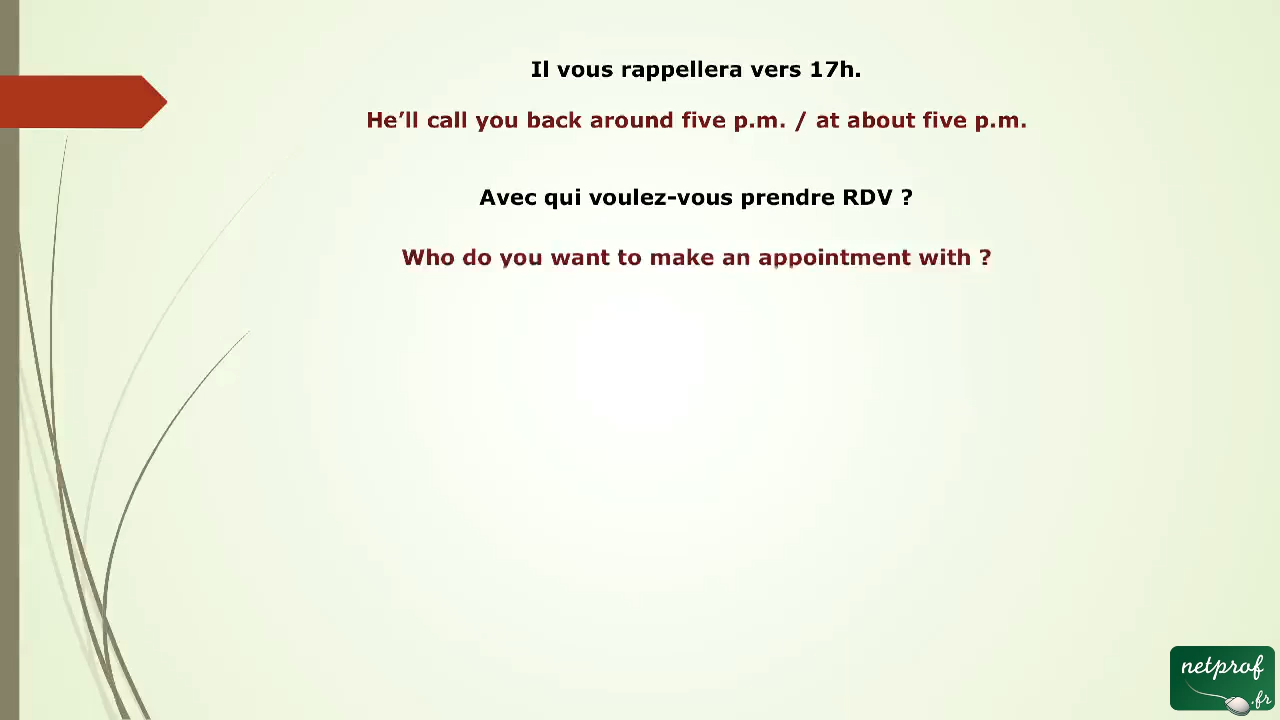 Il vous rappellera vers 17h.
He’ll call you back around five p.m. / at about five p.m.
Avec qui voulez-vous prendre RDV ?
Who do you want to make an appointment with ?
netprof
.fr